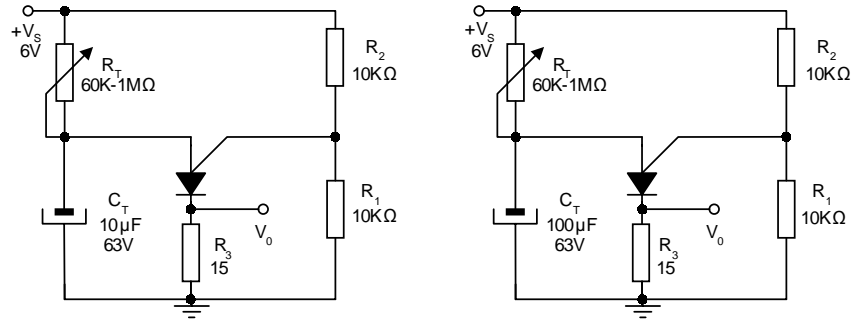 +VS
6V
RT
60K-1MΩ
R2
10KΩ
CT
10µF
63V
V0
R3
15
R1
10KΩ
+VS
6V
RT
60K-1MΩ
R2
10KΩ
CT
100µF
63V
V0
R3
15
R1
10KΩ